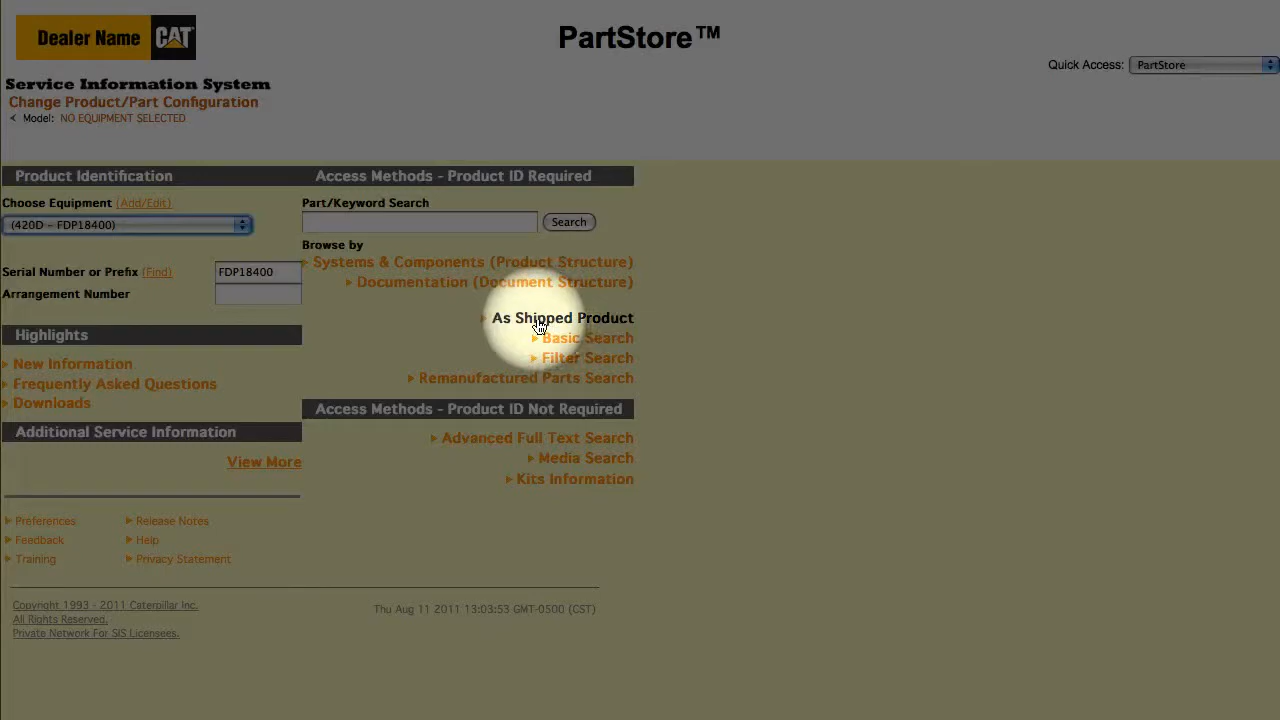 Dealer Name CAT
PartStore™
Quick Access: PartStore
Service Information System
Change Product/Part Configuration
< Model: NO EQUIPMENT SELECTED
Product Identification
Choose Equipment (Add/Edit)
(420D - FDP18400)
Serial Number or Prefix (Find) FDP18400
Arrangement Number
Highlights
New Information
Frequently Asked Questions
Downloads
Additional Service Information
View More
Access Methods - Product ID Required
Part/Keyword Search
Search
Browse by
Systems & Components (Product Structure)
Documentation (Document Structure)
As Shipped Product
Basic Search
Filter Search
Remanufactured Parts Search
Access Methods - Product ID Not Required
Advanced Full Text Search
Media Search
Kits Information
Preferences Release Notes
Feedback Help
Training Privacy Statement
Copyright 1993 - 2011 Caterpillar Inc. Thu Aug 11 2011 13:03:53 GMT-0500 (CST)
All Rights Reserved.
Private Network For SIS Licensees.